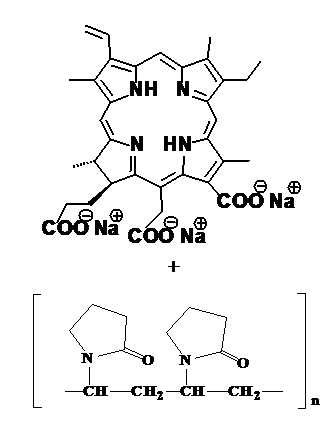 NH N
N HN
COO⊖ Na⊕ COO⊖ Na⊕ COO⊖ Na⊕
+
N O N O
CH CH₂ CH CH₂
n